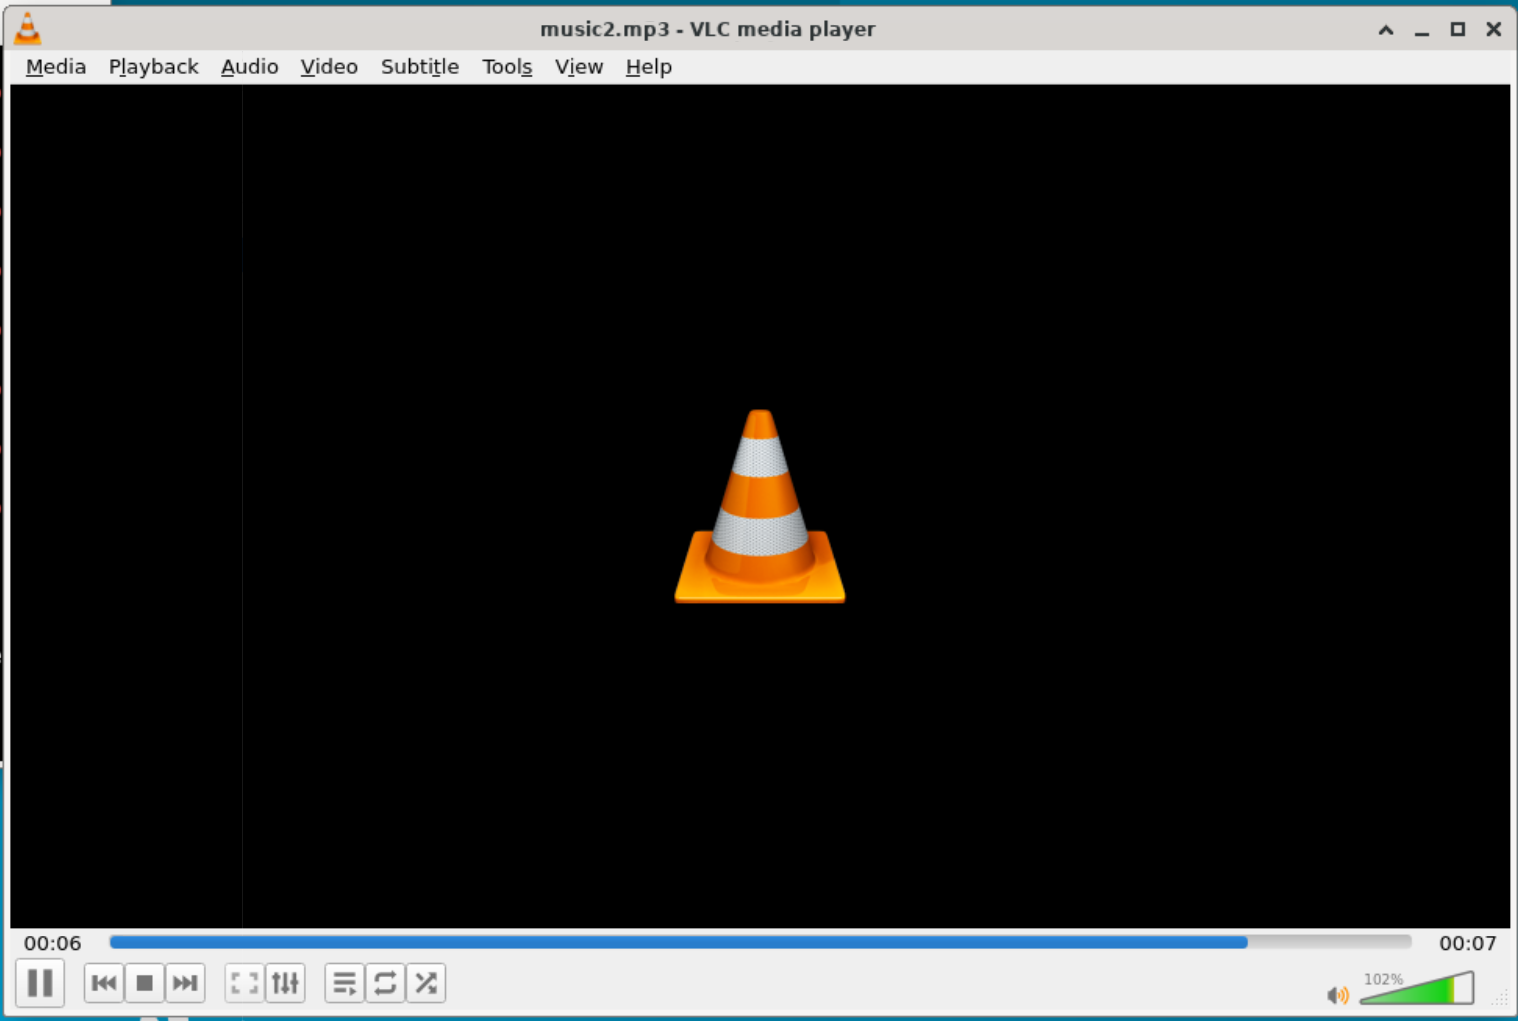 music2.mp3 - VLC media player
Media Playback Audio Video Subtitle Tools View Help
00:06 00:07
102%